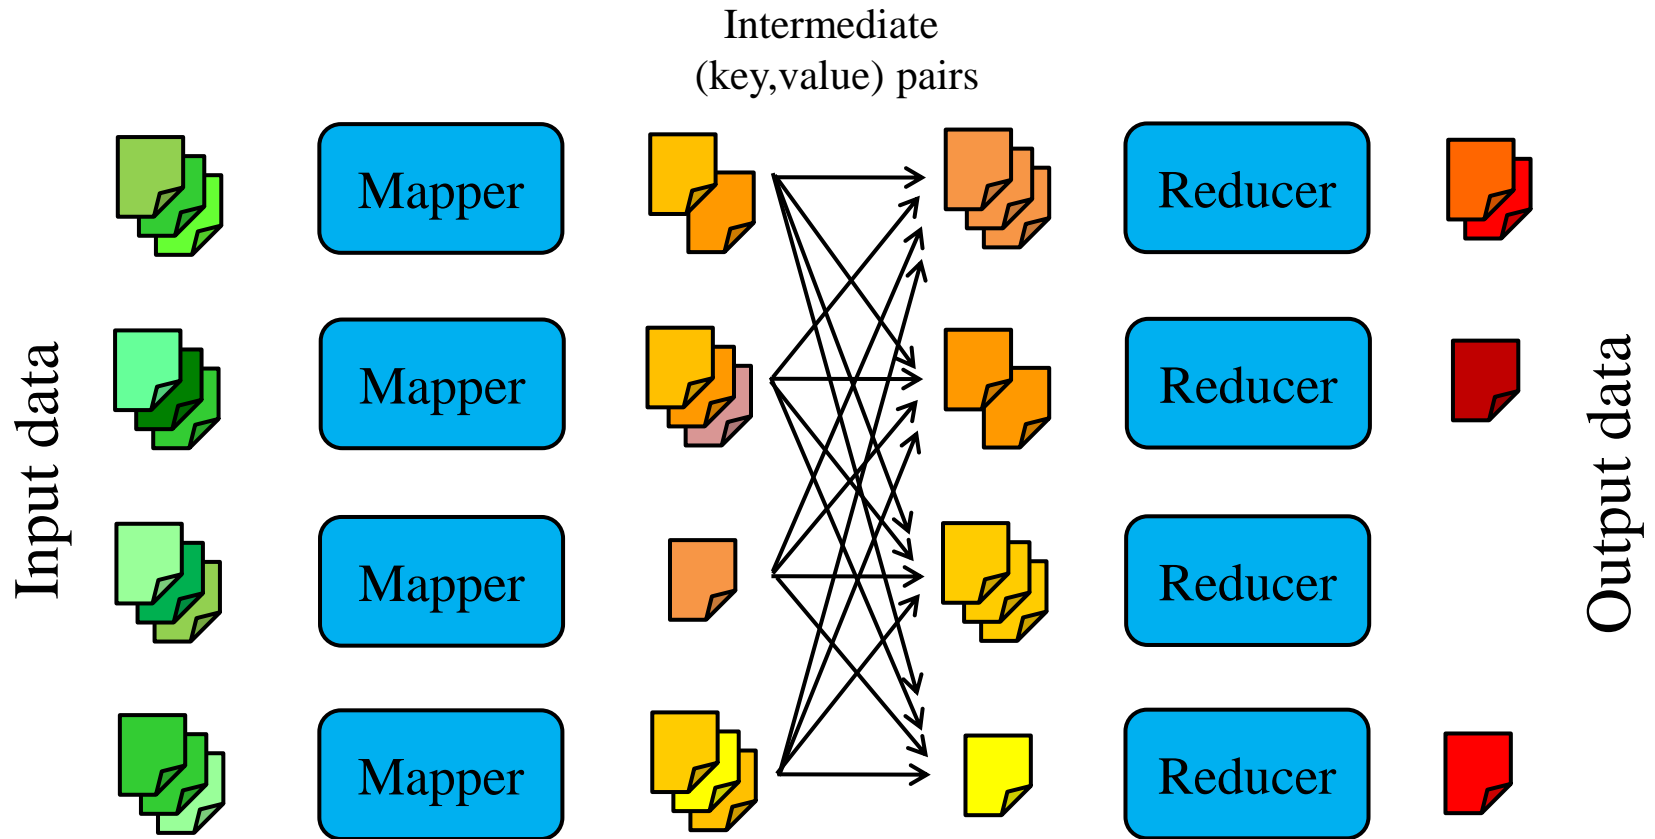 Intermediate
(key,value) pairs
Mapper
Reducer
Mapper
Reducer
Input data
Output data
Mapper
Reducer
Mapper
Reducer